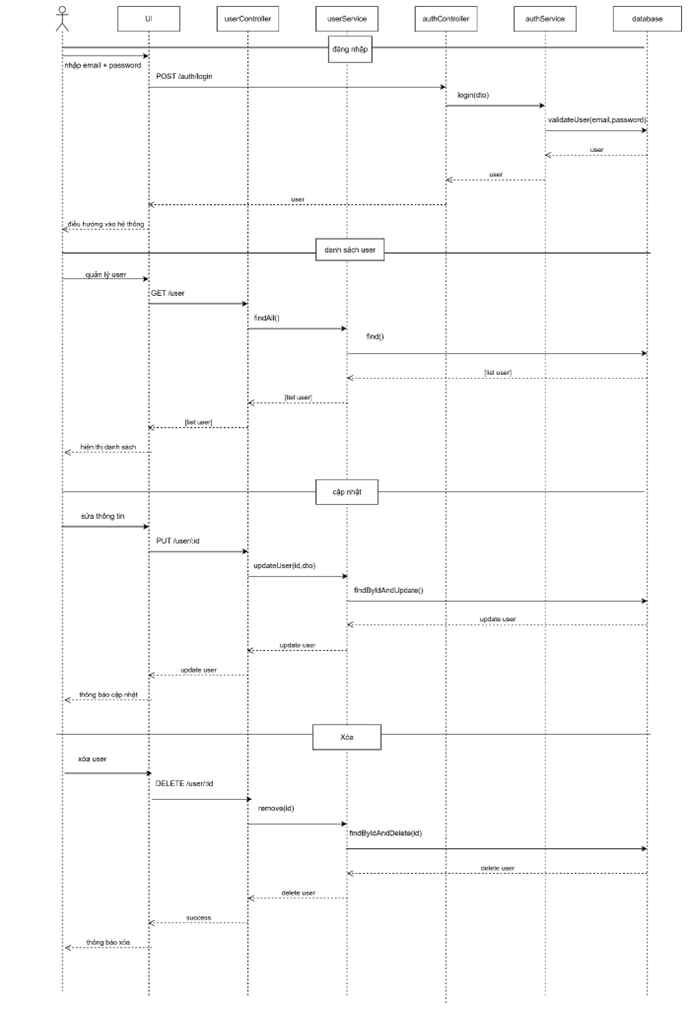 UI
userController
userService
authController
authService
database
đăng nhập
nhập email + password
POST /auth/login
login(dto)
validateUser(email,password)
user
user
user
điều hướng vào hệ thống
danh sách user
quản lý user
GET /user
findAll()
find()
[list user]
[list user]
[list user]
hiện thị danh sách
cập nhật
sửa thông tin
PUT /user/:id
updateUser(id,dto)
findByIdAndUpdate()
update user
update user
update user
thông báo cập nhật
Xóa
xóa user
DELETE /user/:id
remove(id)
findByIdAndDelete(id)
delete user
delete user
success
thông báo xóa